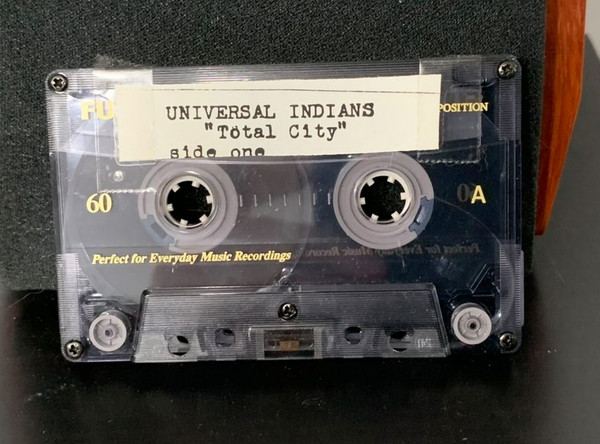 FU
POSITION
UNIVERSAL INDIANS
"Tötal City"
side one
60
0A
Perfect for Everyday Music Recordings